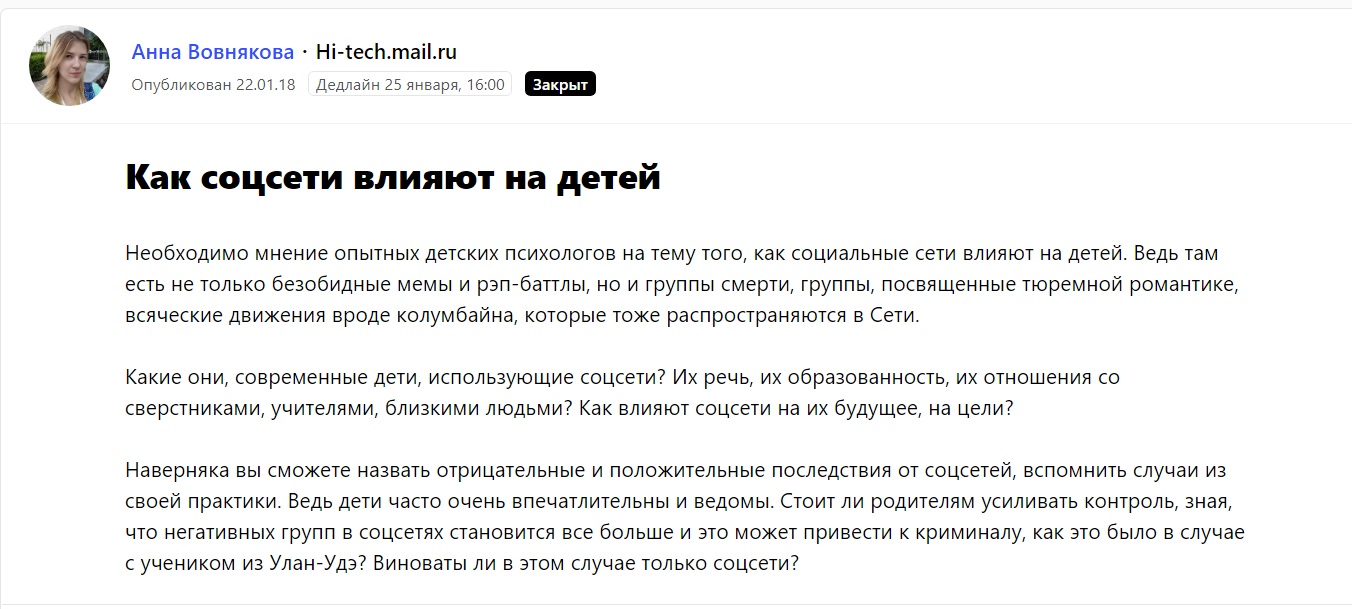 Анна Вовнякова · Hi-tech.mail.ru
Опубликован 22.01.18 Дедлайн 25 января, 16:00 Закрыт
Как соцсети влияют на детей
Необходимо мнение опытных детских психологов на тему того, как социальные сети влияют на детей. Ведь там
есть не только безобидные мемы и рэп-баттлы, но и группы смерти, группы, посвященные тюремной романтике,
всяческие движения вроде колумбайна, которые тоже распространяются в Сети.
Какие они, современные дети, использующие соцсети? Их речь, их образованность, их отношения со
сверстниками, учителями, близкими людьми? Как влияют соцсети на их будущее, на цели?
Наверняка вы сможете назвать отрицательные и положительные последствия от соцсетей, вспомнить случаи из
своей практики. Ведь дети часто очень впечатлительны и ведомы. Стоит ли родителям усиливать контроль, зная,
что негативных групп в соцсетях становится все больше и это может привести к криминалу, как это было в случае
с учеником из Улан-Удэ? Виноваты ли в этом случае только соцсети?